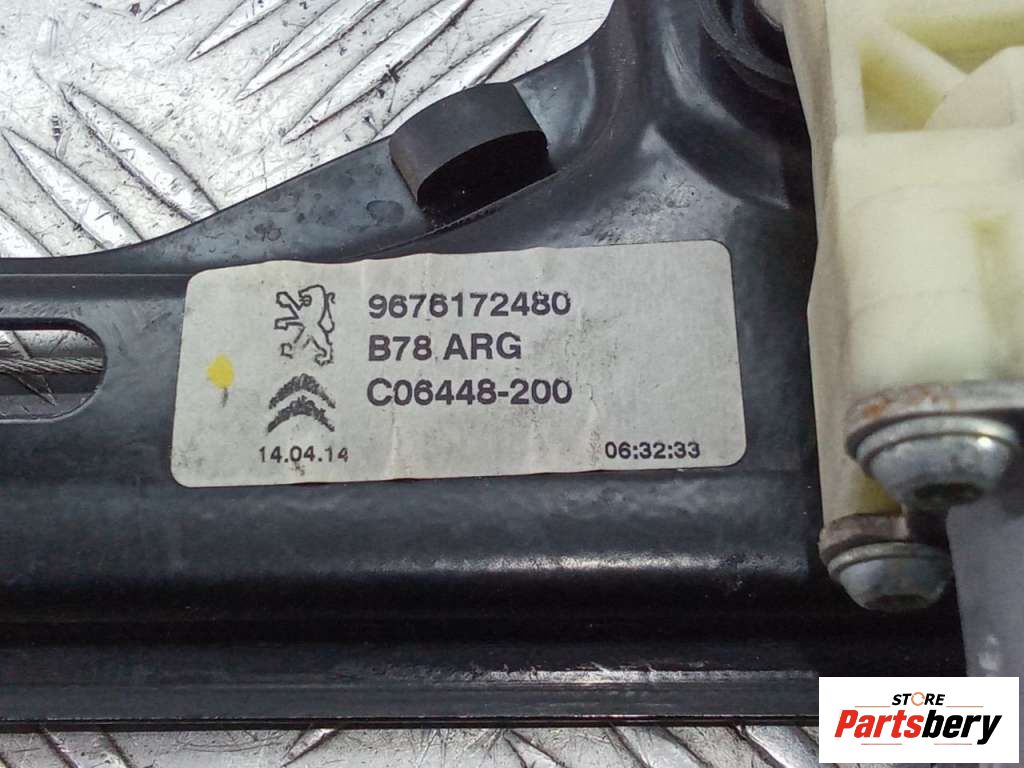 9676172480
B78 ARG
C06448-200
14.04.14 06:32:33
STORE
Partsbery